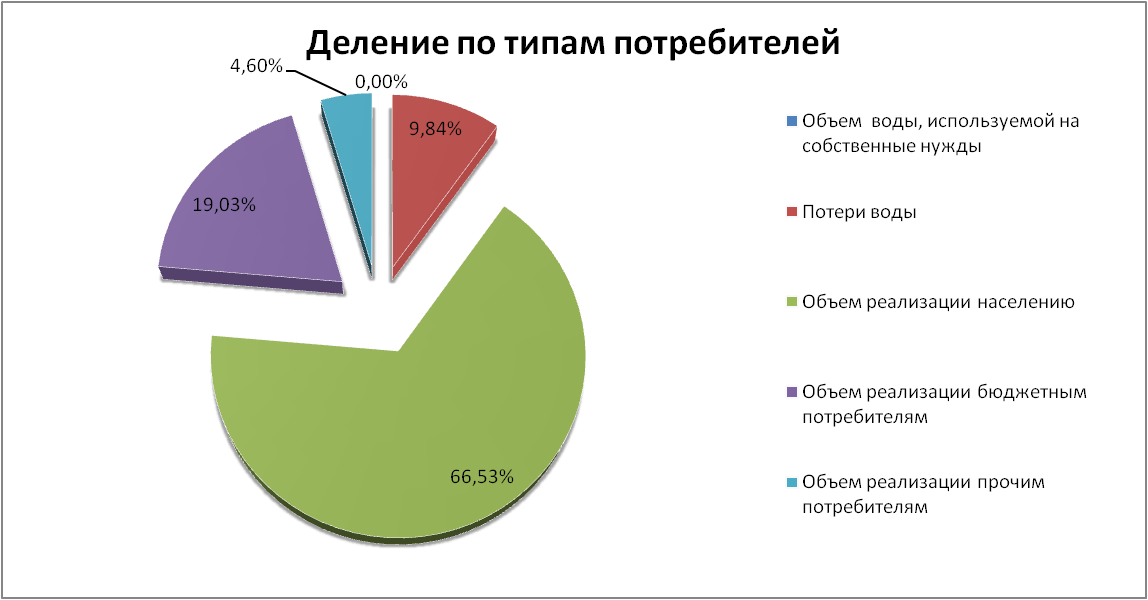 Деление по типам потребителей
4,60%
0,00%
9,84%
19,03%
66,53%
Объем воды, используемой на
собственные нужды
Потери воды
Объем реализации населению
Объем реализации бюджетным
потребителям
Объем реализации прочим
потребителям